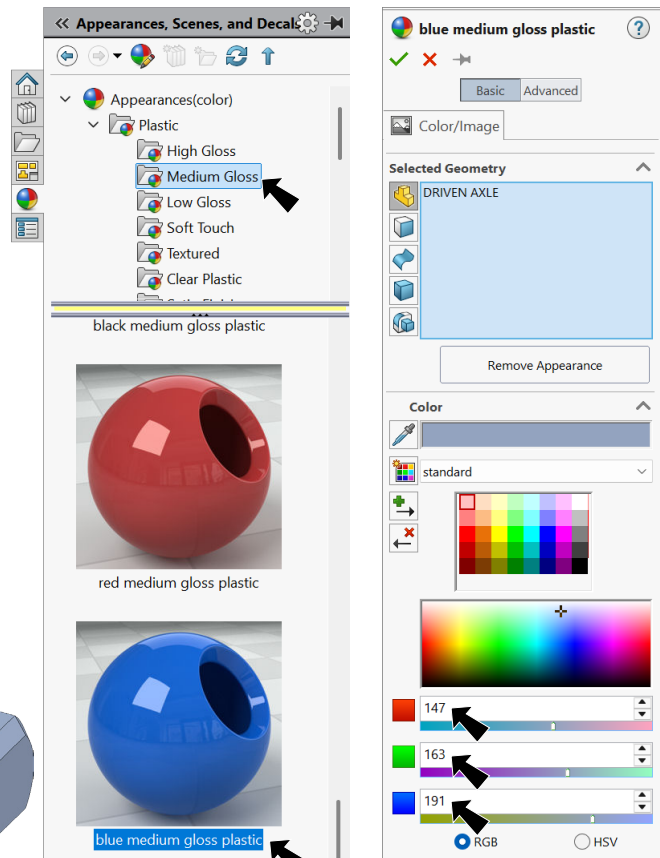 << Appearances, Scenes, and Decals
Appearances(color)
Plastic
High Gloss
Medium Gloss
Low Gloss
Soft Touch
Textured
Clear Plastic
black medium gloss plastic
red medium gloss plastic
blue medium gloss plastic
blue medium gloss plastic
?
Basic
Advanced
Color/Image
Selected Geometry
DRIVEN AXLE
Remove Appearance
Color
standard
147
163
191
RGB
HSV